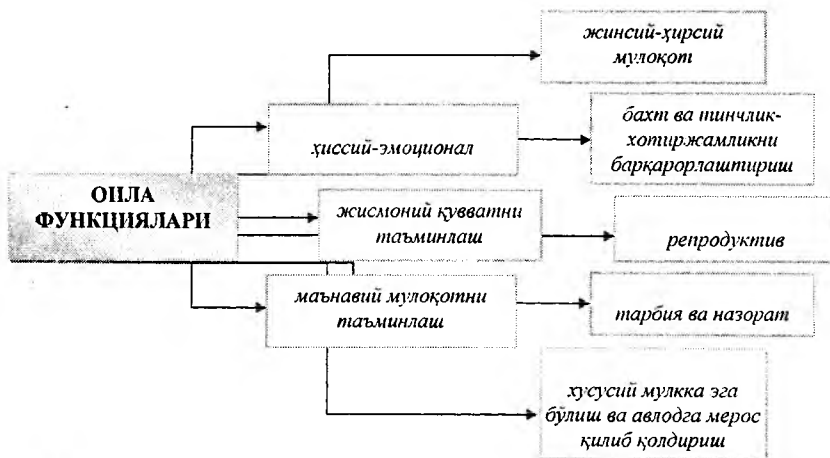 жинсий-ҳирсий
мулоқот
ҳиссий-эмоционал
бахт ва тинчлик-
хотиржамликни
барқарорлаштириш
ОИЛА
ФУНКЦИЯЛАРИ
жисмоний қувватни
таъминлаш
репродуктив
маънавий мулоқотни
таъминлаш
тарбия ва назорат
хусусий мулкка эга
бўлиш ва авлодга мерос
қилиб қолдириш